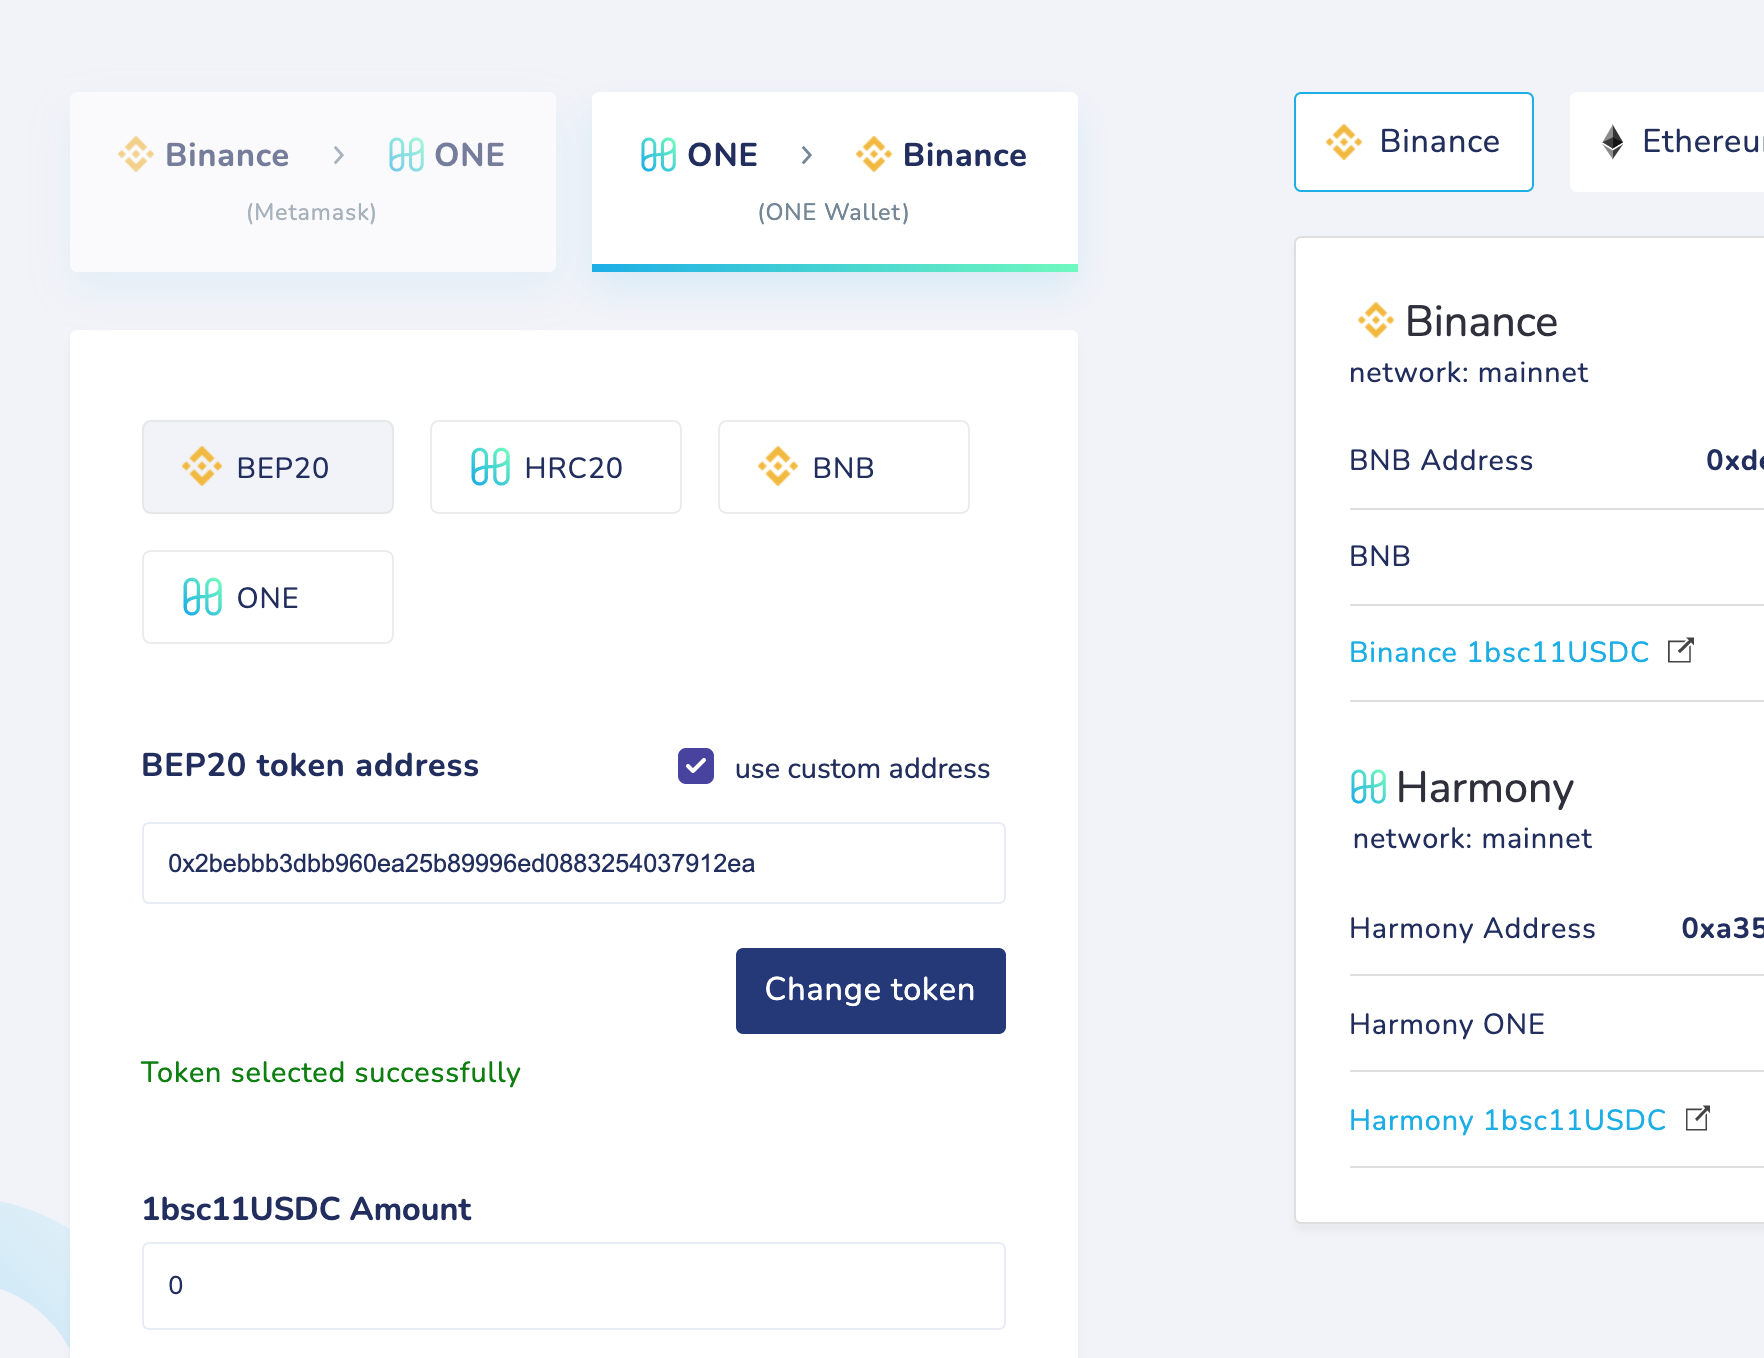 Binance > ONE
(Metamask)
ONE > Binance
(ONE Wallet)
BEP20
HRC20
BNB
ONE
BEP20 token address
use custom address
0x2bebbb3dbb960ea25b89996ed0883254037912ea
Change token
Token selected successfully
1bsc11USDC Amount
0
Binance
Ethereu
Binance
network: mainnet
BNB Address 0xde
BNB
Binance 1bsc11USDC
Harmony
network: mainnet
Harmony Address 0xa35
Harmony ONE
Harmony 1bsc11USDC